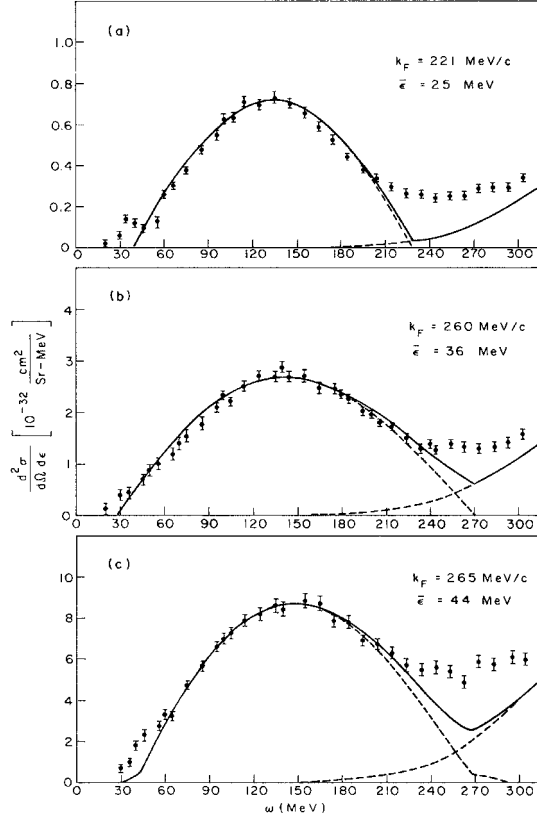 (a)
k_F = 221 MeV/c
ε̄ = 25 MeV
1.0
0.8
0.6
0.4
0.2
0
0 30 60 90 120 150 180 210 240 270 300
(b)
k_F = 260 MeV/c
ε̄ = 36 MeV
4
3
2
1
0
0 30 60 90 120 150 180 210 240 270 300
d²σ/dΩ dε [10⁻³² cm²/Sr-MeV]
(c)
k_F = 265 MeV/c
ε̄ = 44 MeV
10
8
6
4
2
0
0 30 60 90 120 150 180 210 240 270 300
ω (MeV)